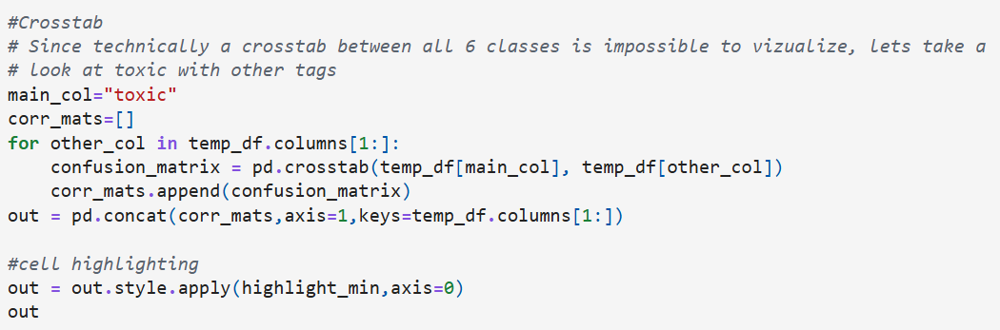 #Crosstab
# Since technically a crosstab between all 6 classes is impossible to vizualize, lets take a
# look at toxic with other tags
main_col="toxic"
corr_mats=[]
for other_col in temp_df.columns[1:]:
    confusion_matrix = pd.crosstab(temp_df[main_col], temp_df[other_col])
    corr_mats.append(confusion_matrix)
out = pd.concat(corr_mats,axis=1,keys=temp_df.columns[1:])

#cell highlighting
out = out.style.apply(highlight_min,axis=0)
out